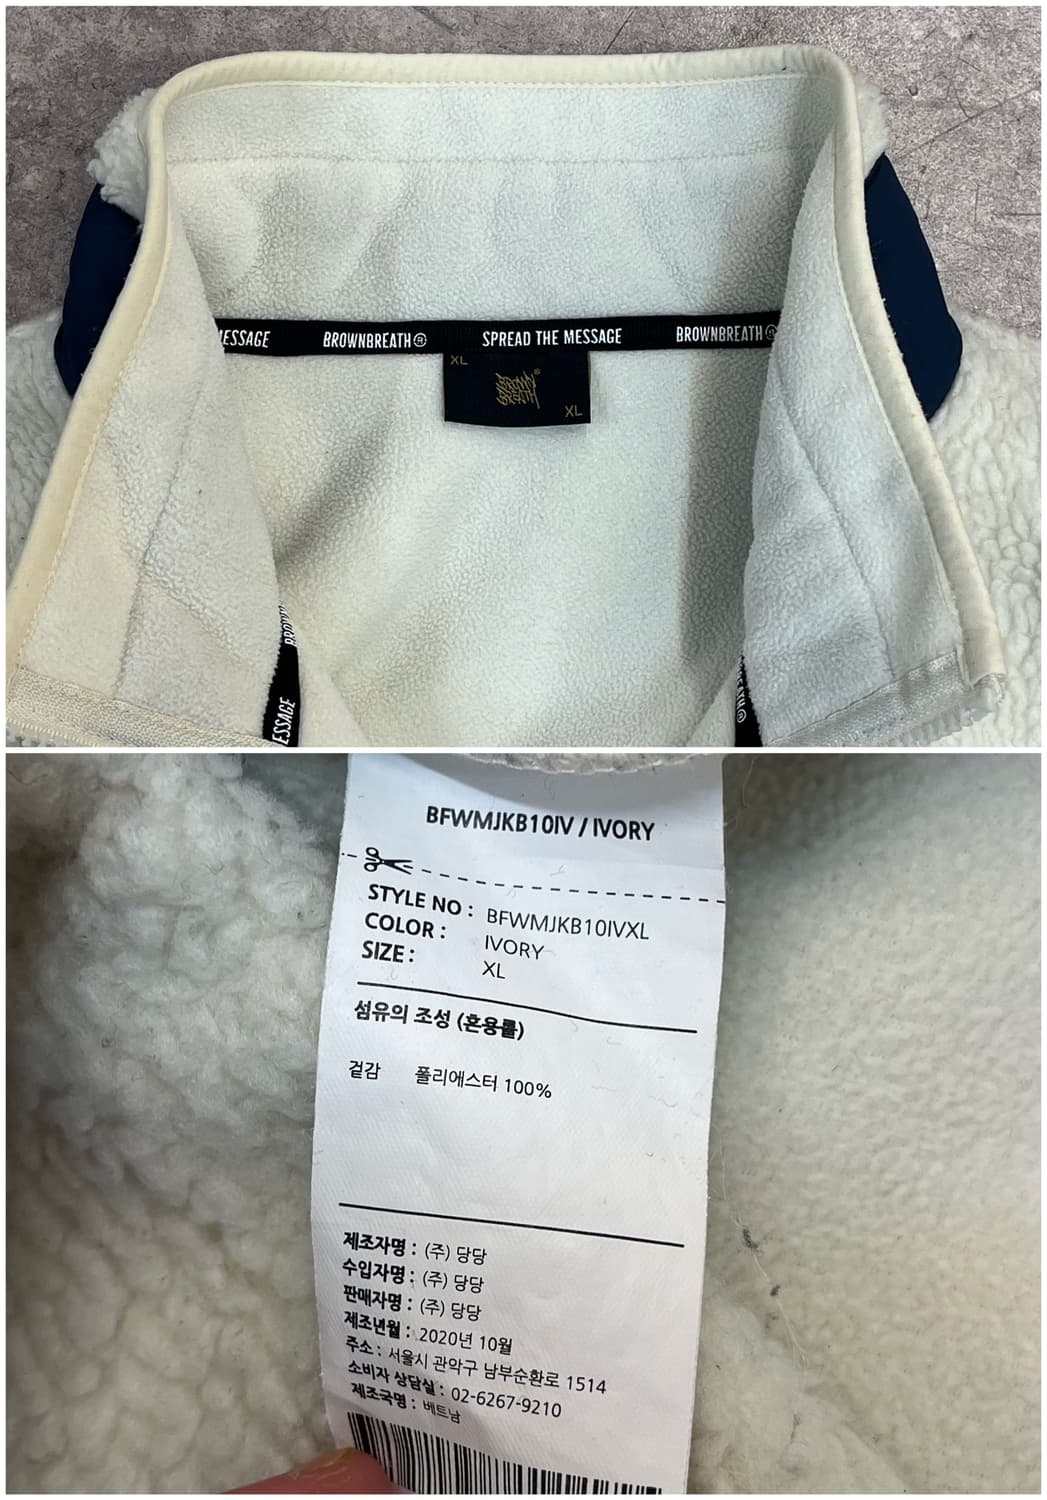 MESSAGE BROWNBREATH® SPREAD THE MESSAGE BROWNBREATH®
XL
BROWN®
BREATH
XL
BROWN
ESSAGE
BFWMJKB10IV / IVORY
STYLE NO : BFWMJKB10IVXL
COLOR : IVORY
SIZE : XL
섬유의 조성 (혼용률)
겉감 폴리에스터 100%
제조자명 : (주) 당당
수입자명 : (주) 당당
판매자명 : (주) 당당
제조년월 : 2020년 10월
주소 : 서울시 관악구 남부순환로 1514
소비자 상담실 : 02-6267-9210
제조국명 : 베트남